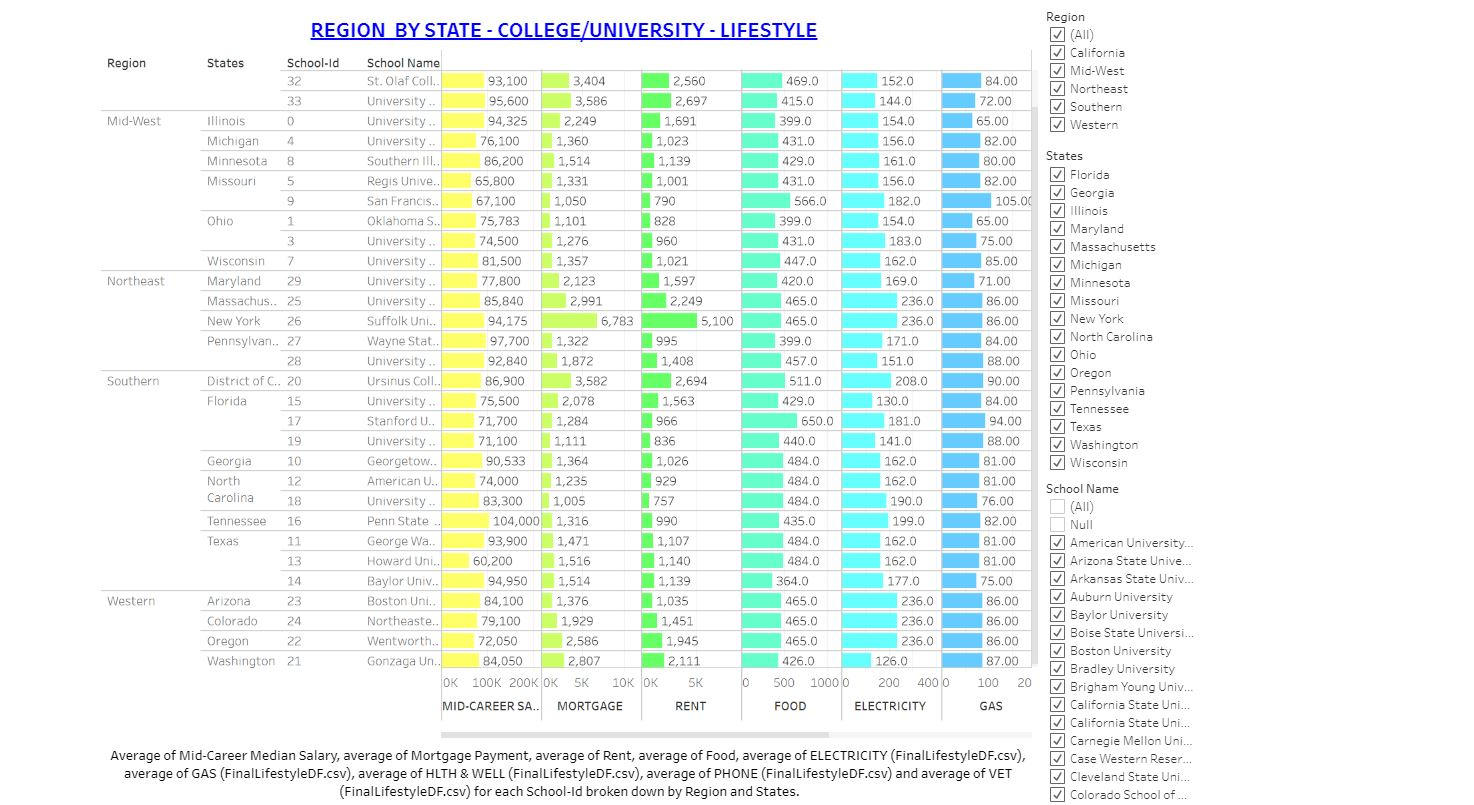 REGION  BY STATE - COLLEGE/UNIVERSITY - LIFESTYLE
Region States School-Id School Name
32 St. Olaf Coll.. 93,100 3,404 2,560 469.0 152.0 84.00
33 University .. 95,600 3,586 2,697 415.0 144.0 72.00
Mid-West Illinois 0 University .. 94,325 2,249 1,691 399.0 154.0 65.00
Michigan 4 University .. 76,100 1,360 1,023 431.0 156.0 82.00
Minnesota 8 Southern Ill.. 86,200 1,514 1,139 429.0 161.0 80.00
Missouri 5 Regis Unive.. 65,800 1,331 1,001 431.0 156.0 82.00
9 San Francis.. 67,100 1,050 790 566.0 182.0 105.00
Ohio 1 Oklahoma S.. 75,783 1,101 828 399.0 154.0 65.00
3 University .. 74,500 1,276 960 431.0 183.0 75.00
Wisconsin 7 University .. 81,500 1,357 1,021 447.0 162.0 85.00
Northeast Maryland 29 University .. 77,800 2,123 1,597 420.0 169.0 71.00
Massachus.. 25 University .. 85,840 2,991 2,249 465.0 236.0 86.00
New York 26 Suffolk Uni.. 94,175 6,783 5,100 465.0 236.0 86.00
Pennsylvan.. 27 Wayne Stat.. 97,700 1,322 995 399.0 171.0 84.00
28 University .. 92,840 1,872 1,408 457.0 151.0 88.00
Southern District of C.. 20 Ursinus Coll.. 86,900 3,582 2,694 511.0 208.0 90.00
Florida 15 University .. 75,500 2,078 1,563 429.0 130.0 84.00
17 Stanford U.. 71,700 1,284 966 650.0 181.0 94.00
19 University .. 71,100 1,111 836 440.0 141.0 88.00
Georgia 10 Georgetow.. 90,533 1,364 1,026 484.0 162.0 81.00
North 12 American U.. 74,000 1,235 929 484.0 162.0 81.00
Carolina 18 University .. 83,300 1,005 757 484.0 190.0 76.00
Tennessee 16 Penn State .. 104,000 1,316 990 435.0 199.0 82.00
Texas 11 George Wa.. 93,900 1,471 1,107 484.0 162.0 81.00
13 Howard Uni.. 60,200 1,516 1,140 484.0 162.0 81.00
14 Baylor Univ.. 94,950 1,514 1,139 364.0 177.0 75.00
Western Arizona 23 Boston Uni.. 84,100 1,376 1,035 465.0 236.0 86.00
Colorado 24 Northeaste.. 79,100 1,929 1,451 465.0 236.0 86.00
Oregon 22 Wentworth.. 72,050 2,586 1,945 465.0 236.0 86.00
Washington 21 Gonzaga Un.. 84,050 2,807 2,111 426.0 126.0 87.00
0K 100K 200K 0K 5K 10K 0K 5K 0 500 1000 0 200 400 0 100 20
MID-CAREER SA.. MORTGAGE RENT FOOD ELECTRICITY GAS
Average of Mid-Career Median Salary, average of Mortgage Payment, average of Rent, average of Food, average of ELECTRICITY (FinalLifestyleDF.csv),
average of GAS (FinalLifestyleDF.csv), average of HLTH & WELL (FinalLifestyleDF.csv), average of PHONE (FinalLifestyleDF.csv) and average of VET
(FinalLifestyleDF.csv) for each School-Id broken down by Region and States.
Region
(All)
California
Mid-West
Northeast
Southern
Western
States
Florida
Georgia
Illinois
Maryland
Massachusetts
Michigan
Minnesota
Missouri
New York
North Carolina
Ohio
Oregon
Pennsylvania
Tennessee
Texas
Washington
Wisconsin
School Name
(All)
Null
American University...
Arizona State Unive...
Arkansas State Univ...
Auburn University
Baylor University
Boise State Universi...
Boston University
Bradley University
Brigham Young Univ...
California State Uni...
California State Uni...
Carnegie Mellon Uni...
Case Western Reser...
Cleveland State Uni...
Colorado School of ...